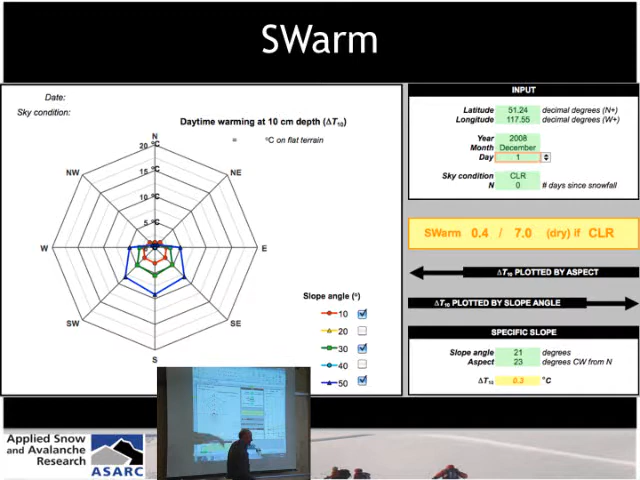 SWarm
Date:
Sky condition:
Daytime warming at 10 cm depth (ΔT₁₀)
= °C on flat terrain
N
20 °C
15 °C
10 °C
5 °C
NW
NE
W
E
SW
SE
S
Slope angle (°)
10
20
30
40
50
INPUT
Latitude 51.24 decimal degrees (N+)
Longitude 117.55 decimal degrees (W+)
Year 2008
Month December
Day 1
Sky condition CLR
N 0 # days since snowfall
SWarm 0.4 / 7.0 (dry) if CLR
ΔT₁₀ PLOTTED BY ASPECT
ΔT₁₀ PLOTTED BY SLOPE ANGLE
SPECIFIC SLOPE
Slope angle 21 degrees
Aspect 23 degrees CW from N
ΔT₁₀ 0.3 °C
Applied Snow
and Avalanche
Research
ASARC